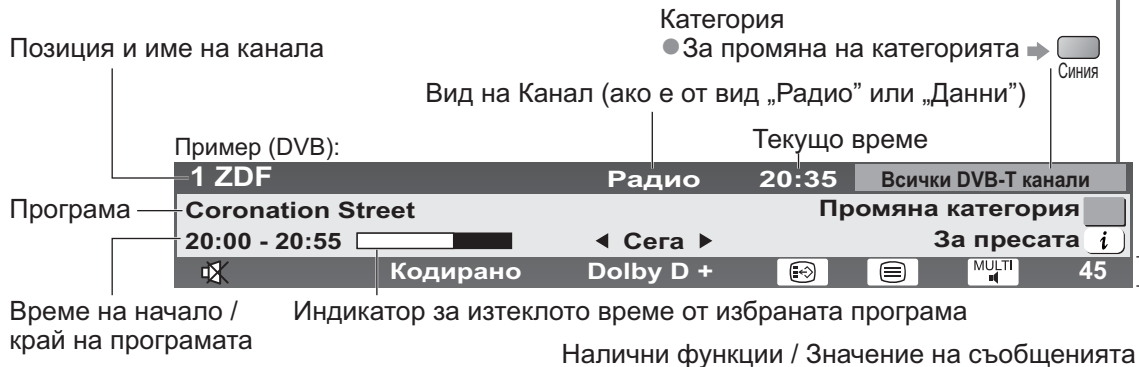 Категория
Позиция и име на канала
●За промяна на категорията
Синия
Вид на Канал (ако е от вид „Радио” или „Данни”)
Пример (DVB):
Текущо време
1 ZDF Радио 20:35 Всички DVB-T канали
Програма
Coronation Street Промяна категория
20:00 - 20:55 ◄ Сега ► За пресата i
Кодирано Dolby D + MULTI 45
Време на начало /
край на програмата
Индикатор за изтеклото време от избраната програма
Налични функции / Значение на съобщенията